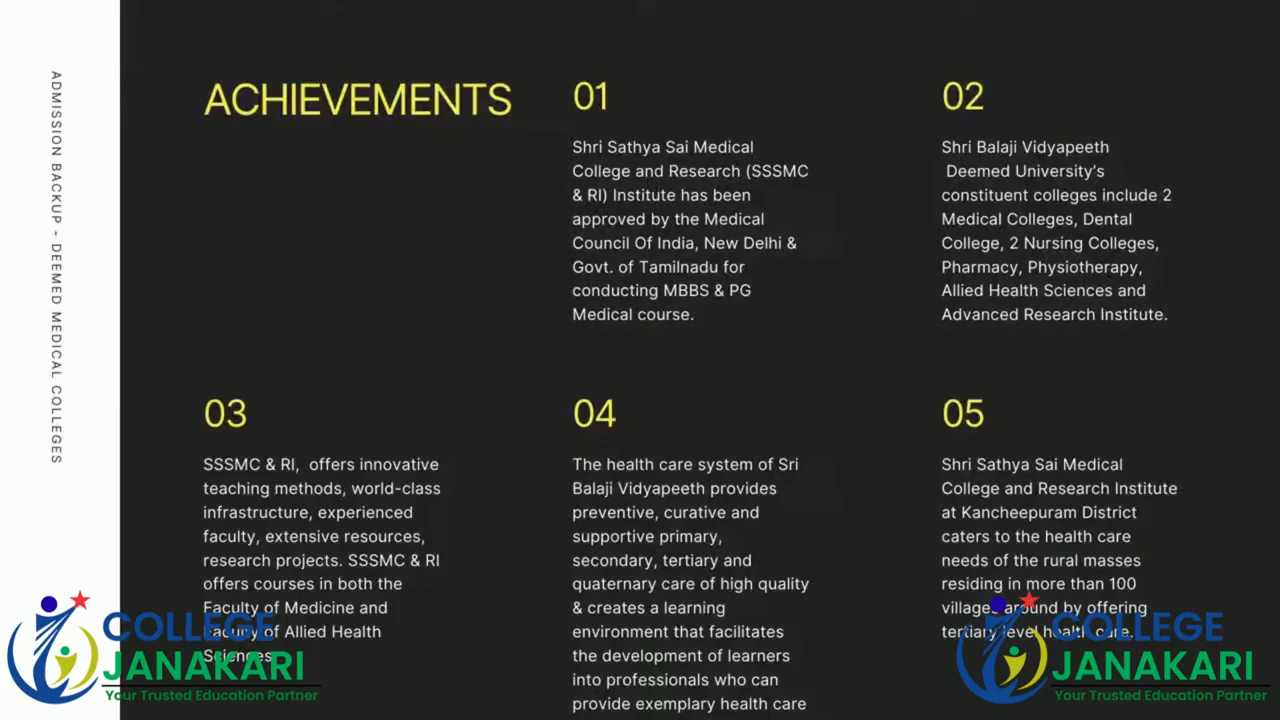 ADMISSION BACKUP - DEEMED MEDICAL COLLEGES
ACHIEVEMENTS
01
Shri Sathya Sai Medical
College and Research (SSSMC
& RI) Institute has been
approved by the Medical
Council Of India, New Delhi &
Govt. of Tamilnadu for
conducting MBBS & PG
Medical course.
02
Shri Balaji Vidyapeeth
Deemed University's
constituent colleges include 2
Medical Colleges, Dental
College, 2 Nursing Colleges,
Pharmacy, Physiotherapy,
Allied Health Sciences and
Advanced Research Institute.
03
SSSMC & RI, offers innovative
teaching methods, world-class
infrastructure, experienced
faculty, extensive resources,
research projects. SSSMC & RI
offers courses in both the
Faculty of Medicine and
Faculty of Allied Health
Sciences.
04
The health care system of Sri
Balaji Vidyapeeth provides
preventive, curative and
supportive primary,
secondary, tertiary and
quaternary care of high quality
& creates a learning
environment that facilitates
the development of learners
into professionals who can
provide exemplary health care
05
Shri Sathya Sai Medical
College and Research Institute
at Kancheepuram District
caters to the health care
needs of the rural masses
residing in more than 100
villages around by offering
tertiary level health care.
COLLEGE
JANAKARI
Your Trusted Education Partner
COLLEGE
JANAKARI
Your Trusted Education Partner